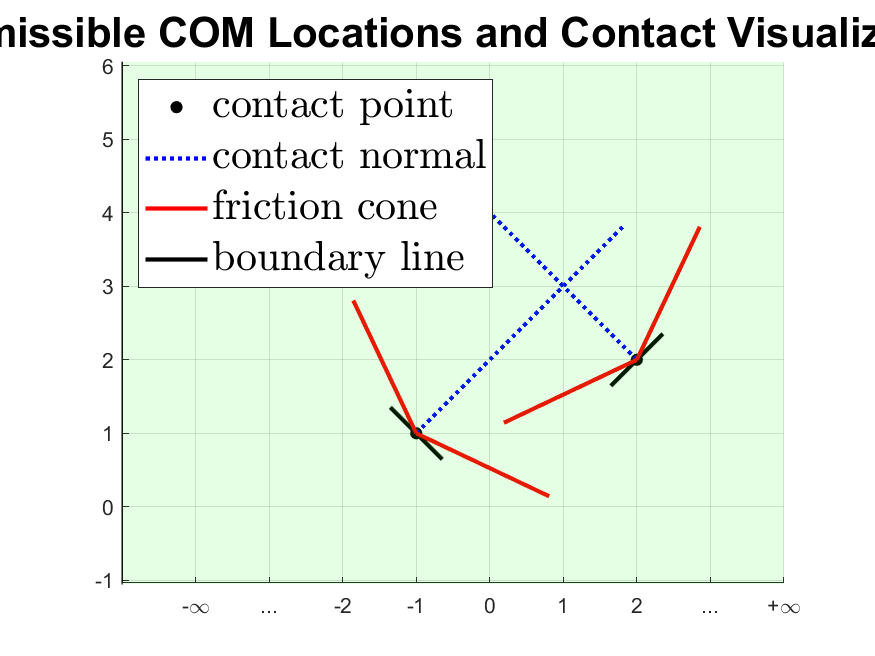 missible COM Locations and Contact Visualiz
6
5
4
3
2
1
0
-1
contact point
contact normal
friction cone
boundary line
-∞ ... -2 -1 0 1 2 ... +∞